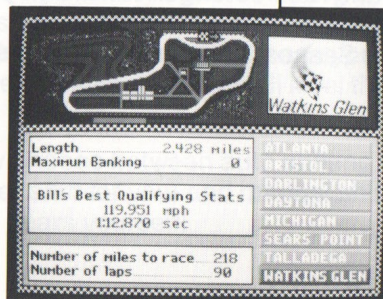 Watkins Glen
Length 2.428 Miles
Maximum Banking 0°
Bills Best Qualifying Stats
119.951 mph
1:12.870 sec
Number of Miles to race 218
Number of laps 90
ATLANTA
BRISTOL
DARLINGTON
DAYTONA
MICHIGAN
SEARS POINT
TALLADEGA
WATKINS GLEN